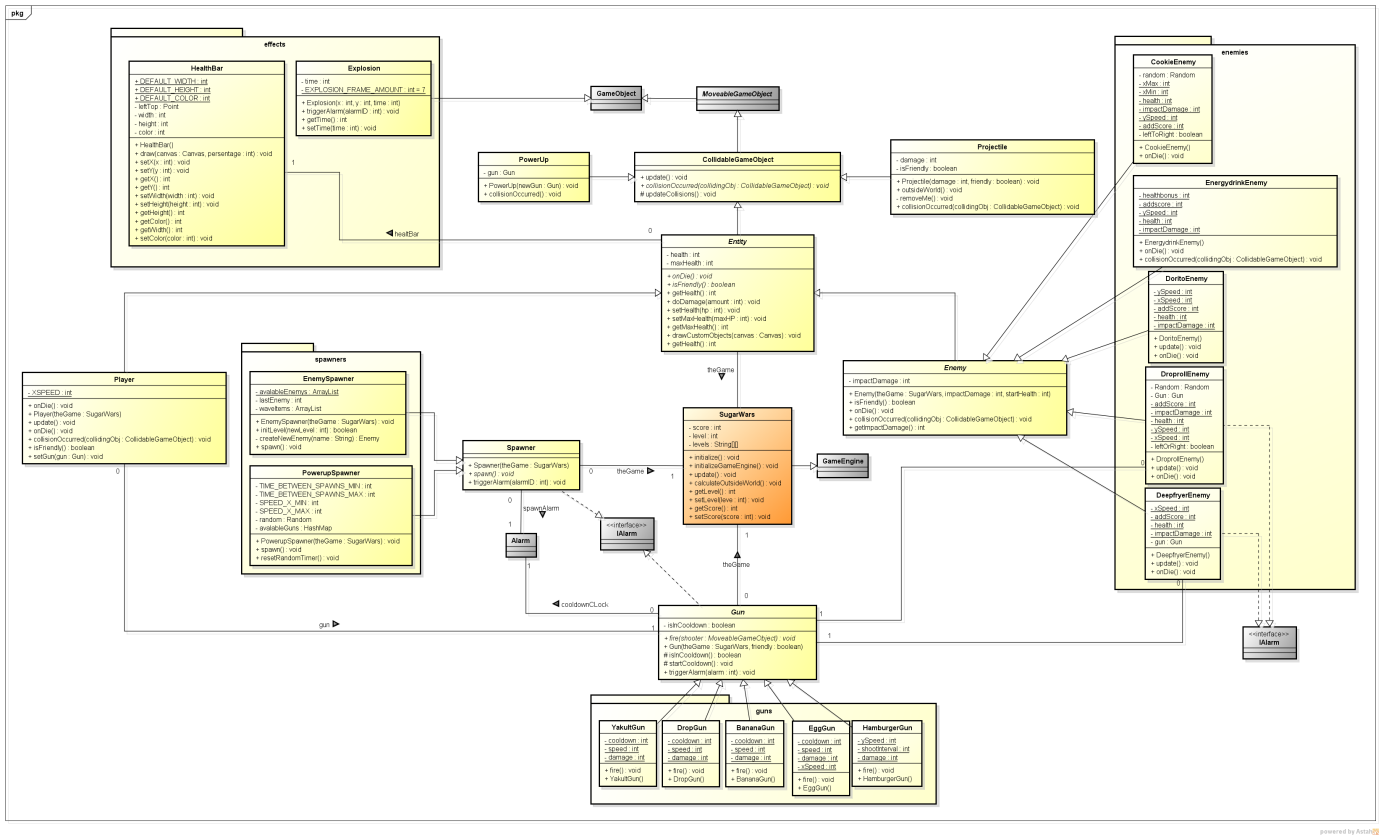 pkg
effects
HealthBar
+ DEFAULT_WIDTH : int
+ DEFAULT_HEIGHT : int
+ DEFAULT_COLOR : int
- leftTop : Point
- width : int
- height : int
- color : int
+ HealthBar()
+ draw(canvas : Canvas, persentage : int) : void
+ setX(x : int) : void
+ setY(y : int) : void
+ getX() : int
+ getY() : int
+ setWidth(width : int) : void
+ setHeight(height : int) : void
+ getHeight() : int
+ getColor() : int
+ getWidth() : int
+ setColor(color : int) : void
Explosion
- time : int
- EXPLOSION_FRAME_AMOUNT : int = 7
+ Explosion(x : int, y : int, time : int)
+ triggerAlarm(alarmID : int) : void
+ getTime() : int
+ setTime(time : int) : void
GameObject
MoveableGameObject
PowerUp
- gun : Gun
+ PowerUp(newGun : Gun) : void
+ collisionOccurred() : void
CollidableGameObject
+ update() : void
+ collisionOccurred(collidingObj : CollidableGameObject) : void
# updateCollisions() : void
Projectile
- damage : int
- isFriendly : boolean
+ Projectile(damage : int, friendly : boolean) : void
+ outsideWorld() : void
- removeMe() : void
+ collisionOccurred(collidingObj : CollidableGameObject) : void
1
healtBar
0
Entity
- health : int
- maxHealth : int
+ onDie() : void
+ isFriendly() : boolean
+ getHealth() : int
+ doDamage(amount : int) : void
+ setHealth(hp : int) : void
+ setMaxHealth(maxHP : int) : void
+ getMaxHealth() : int
+ drawCustomObjects(canvas : Canvas) : void
+ getHealth() : int
enemies
CookieEnemy
- random : Random
- xMax : int
- xMin : int
- health : int
- impactDamage : int
- ySpeed : int
- addScore : int
- leftToRight : boolean
+ CookieEnemy()
+ onDie() : void
EnergydrinkEnemy
- healthbonus : int
- addscore : int
- ySpeed : int
- health : int
- impactDamage : int
+ EnergydrinkEnemy()
+ onDie() : void
+ collisionOccurred(collidingObj : CollidableGameObject) : void
DoritoEnemy
- ySpeed : int
- xSpeed : int
- addScore : int
- health : int
- impactDamage : int
+ DoritoEnemy()
+ update() : void
+ onDie() : void
DroprollEnemy
- Random : Random
- Gun : Gun
- addScore : int
- impactDamage : int
- health : int
- ySpeed : int
- xSpeed : int
- leftOrRight : boolean
+ DroprollEnemy()
+ update() : void
+ onDie() : void
0
DeepfryerEnemy
- xSpeed : int
- addScore : int
- health : int
- impactDamage : int
- gun : Gun
+ DeepfryerEnemy()
+ update() : void
+ onDie() : void
0
Enemy
- impactDamage : int
+ Enemy(theGame : SugarWars, impactDamage : int, startHealth : int)
+ isFriendly() : boolean
+ onDie() : void
+ collisionOccurred(collidingObj : CollidableGameObject) : void
+ getImpactDamage() : int
Player
- XSPEED : int
+ onDie() : void
+ Player(theGame : SugarWars)
+ update() : void
+ onDie() : void
+ collisionOccurred(collidingObj : CollidableGameObject) : void
+ isFriendly() : boolean
+ setGun(gun : Gun) : void
0
spawners
EnemySpawner
- avalableEnemys : ArrayList
- lastEnemy : int
- waveItems : ArrayList
+ EnemySpawner(theGame : SugarWars) : void
+ initLevel(newLevel : int) : boolean
- createNewEnemy(name : String) : Enemy
+ spawn() : void
PowerupSpawner
- TIME_BETWEEN_SPAWNS_MIN : int
- TIME_BETWEEN_SPAWNS_MAX : int
- SPEED_X_MIN : int
- SPEED_X_MAX : int
- random : Random
- avalableGuns : HashMap
+ PowerupSpawner(theGame : SugarWars) : void
+ spawn() : void
+ resetRandomTimer() : void
Spawner
+ Spawner(theGame : SugarWars)
+ spawn() : void
+ triggerAlarm(alarmID : int) : void
0
theGame
1
theGame
SugarWars
- score : int
- level : int
- levels : String[][]
+ initialize() : void
+ initializeGameEngine() : void
+ update() : void
+ calculateOutsideWorld() : void
+ getLevel() : int
+ setLevel(leve : int) : void
+ getScore() : int
+ setScore(score : int) : void
GameEngine
0
spawnAlarm
1
Alarm
1
<<interface>>
IAlarm
1
theGame
0
cooldownCLock
0
gun
1
Gun
- isInCooldown : boolean
+ fire(shooter : MoveableGameObject) : void
+ Gun(theGame : SugarWars, friendly : boolean)
# isInCooldown() : boolean
# startCooldown() : void
+ triggerAlarm(alarm : int) : void
1
1
<<interface>>
IAlarm
guns
YakultGun
- cooldown : int
- speed : int
- damage : int
+ fire() : void
+ YakultGun()
DropGun
- cooldown : int
- speed : int
- damage : int
+ fire() : void
+ DropGun()
BananaGun
- cooldown : int
- speed : int
- damage : int
+ fire() : void
+ BananaGun()
EggGun
- cooldown : int
- speed : int
- damage : int
- xSpeed : int
+ fire() : void
+ EggGun()
HamburgerGun
- ySpeed : int
- shootInterval : int
- damage : int
+ fire() : void
+ HamburgerGun()
powered by Astah